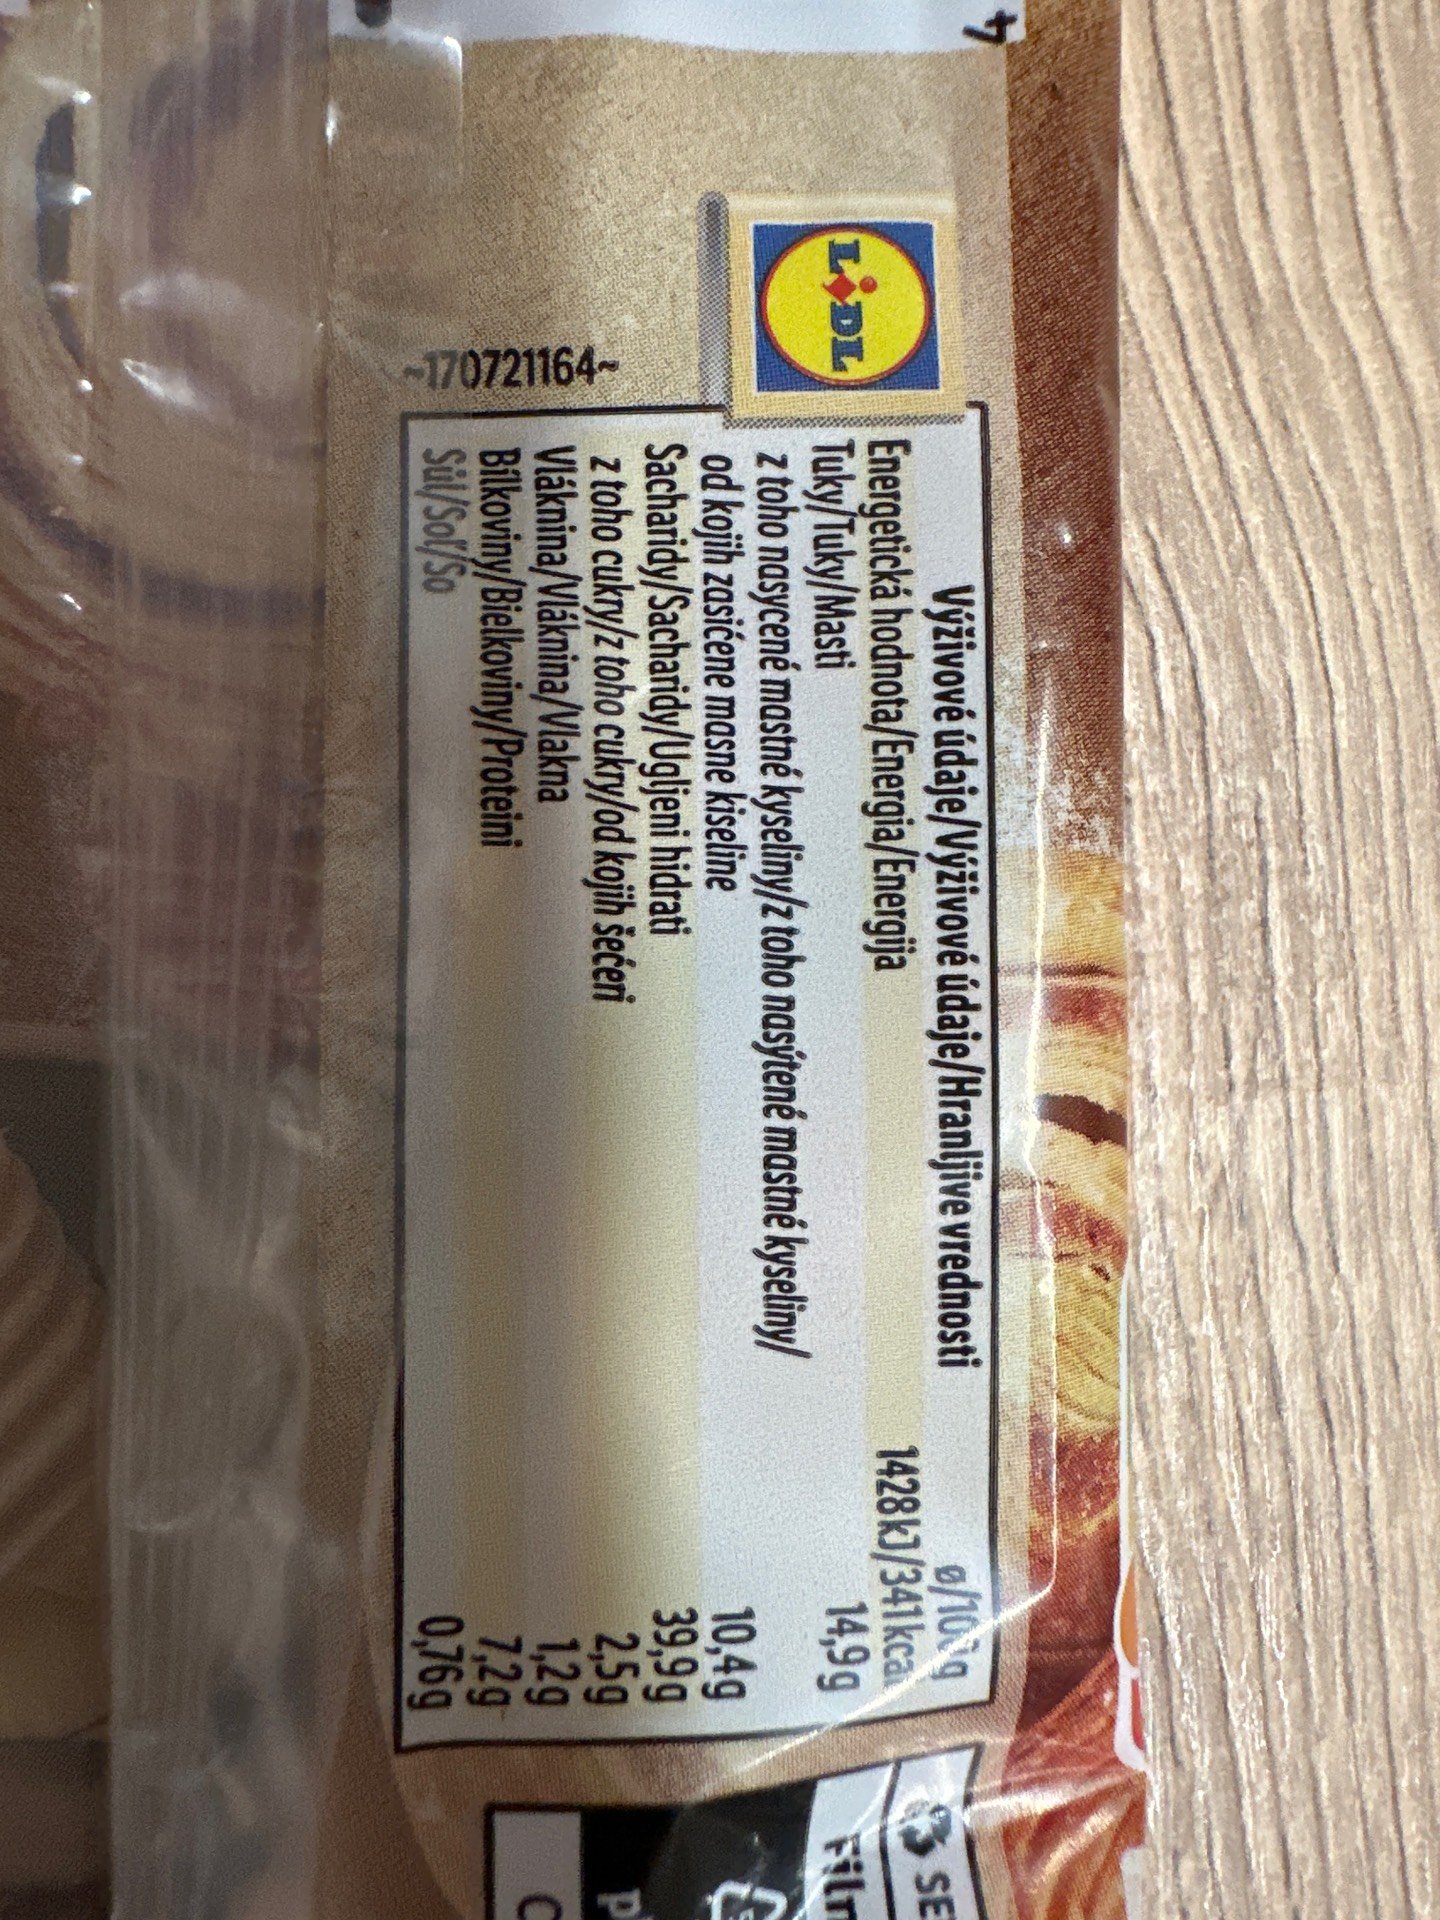 LIDL
~170721164~
Výživové údaje/Výživové údaje/Hranljive vrednosti ø/100g
Energetická hodnota/Energia/Energija 1428kJ/341kcal
Tuky/Tuky/Masti 14,9g
z toho nasycené mastné kyseliny/z toho nasýtené mastné kyseliny/
od kojih zasićene masne kiseline 10,4g
Sacharidy/Sacharidy/Ugljeni hidrati 39,9g
z toho cukry/z toho cukry/od kojih šećeri 2,5g
Vláknina/Vláknina/Vlakna 1,2g
Bílkoviny/Bielkoviny/Proteini 7,2g
Sůl/Soľ/So 0,76g